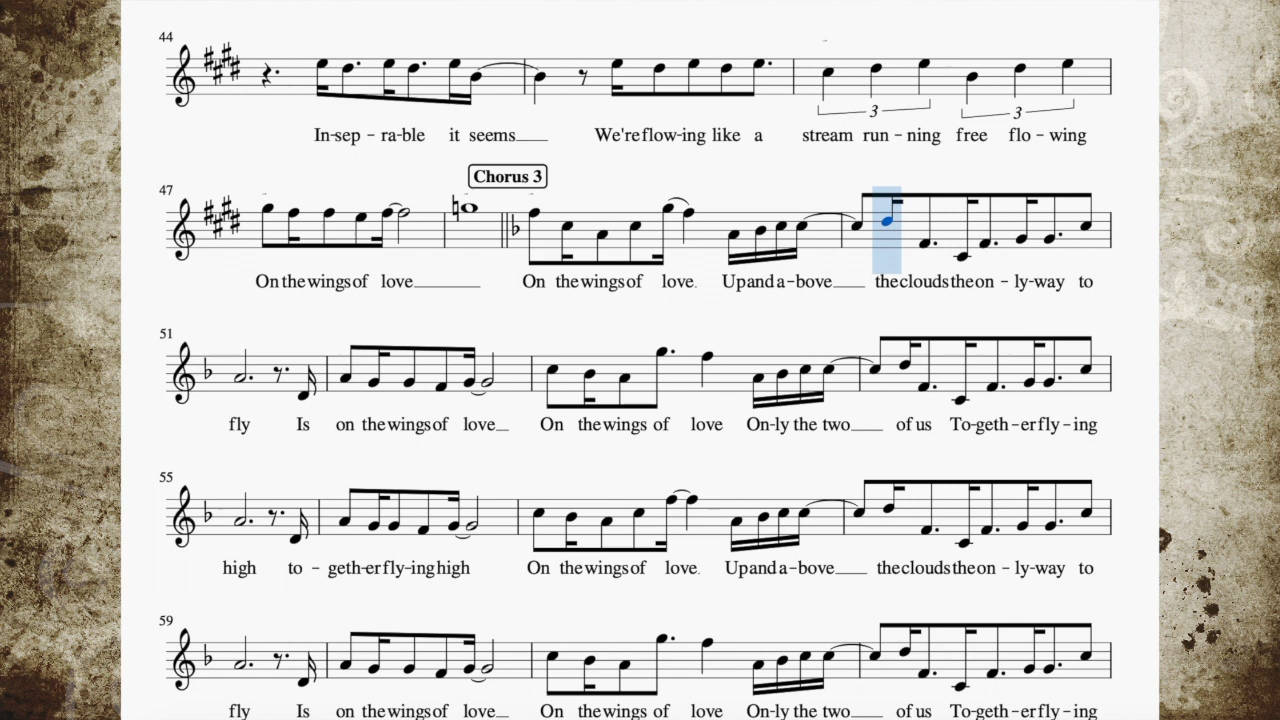 44
3 3
In-sep – ra-ble it seems We're flow-ing like a stream run – ning free flo – wing
Chorus 3
47
On the wings of love On the wings of love. Up and a – bove the clouds the on – ly-way to
51
fly Is on the wings of love On the wings of love On-ly the two of us To-geth – er fly – ing
55
high to – geth-er fly-ing high On the wings of love. Up and a – bove the clouds the on – ly-way to
59
fly Is on the wings of love On the wings of love On-ly the two of us To-geth – er fly – ing